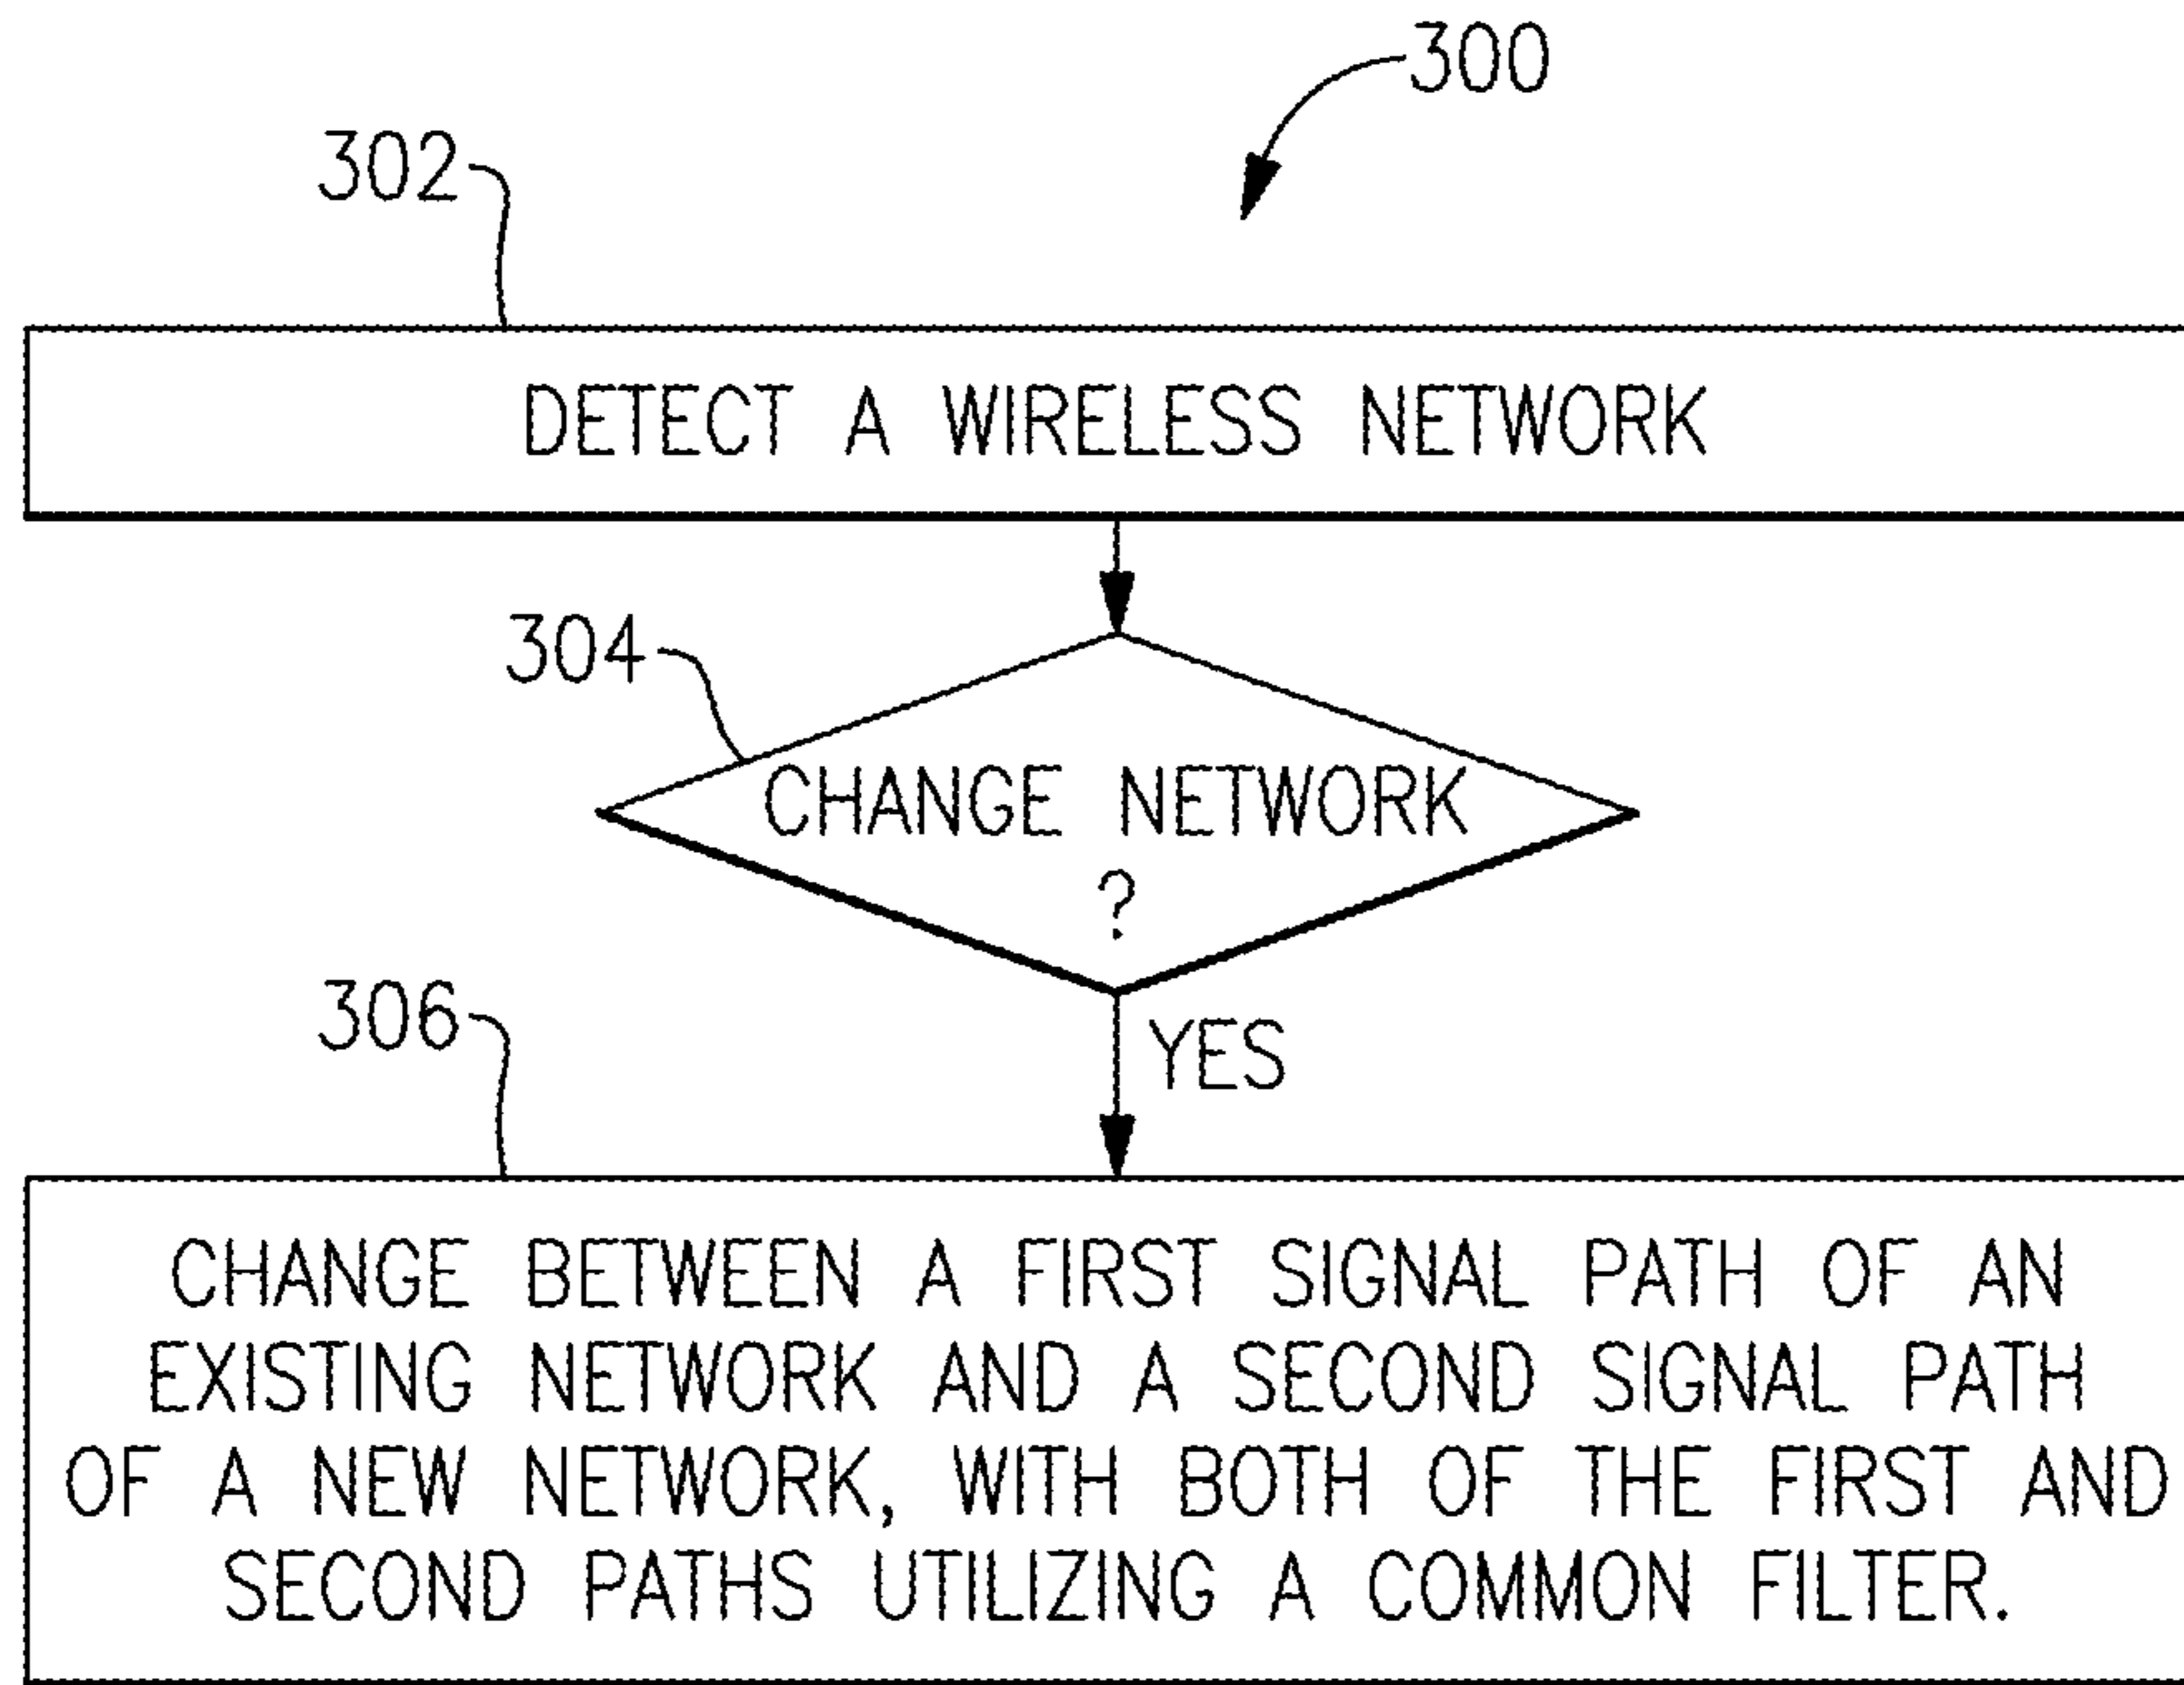 300
302
DETECT A WIRELESS NETWORK
304
CHANGE NETWORK
?
306
YES
CHANGE BETWEEN A FIRST SIGNAL PATH OF AN
EXISTING NETWORK AND A SECOND SIGNAL PATH
OF A NEW NETWORK, WITH BOTH OF THE FIRST AND
SECOND PATHS UTILIZING A COMMON FILTER.